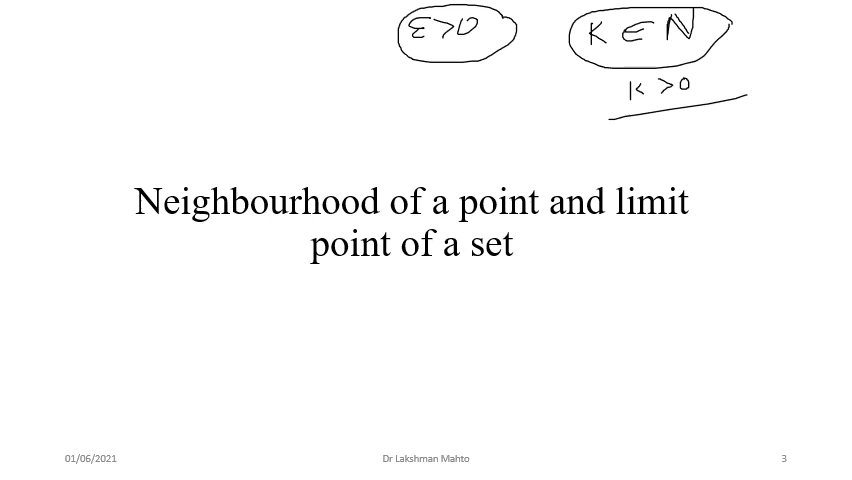 ε>0 K ∈ ℕ
K >0
Neighbourhood of a point and limit
point of a set
01/06/2021 Dr Lakshman Mahto 3